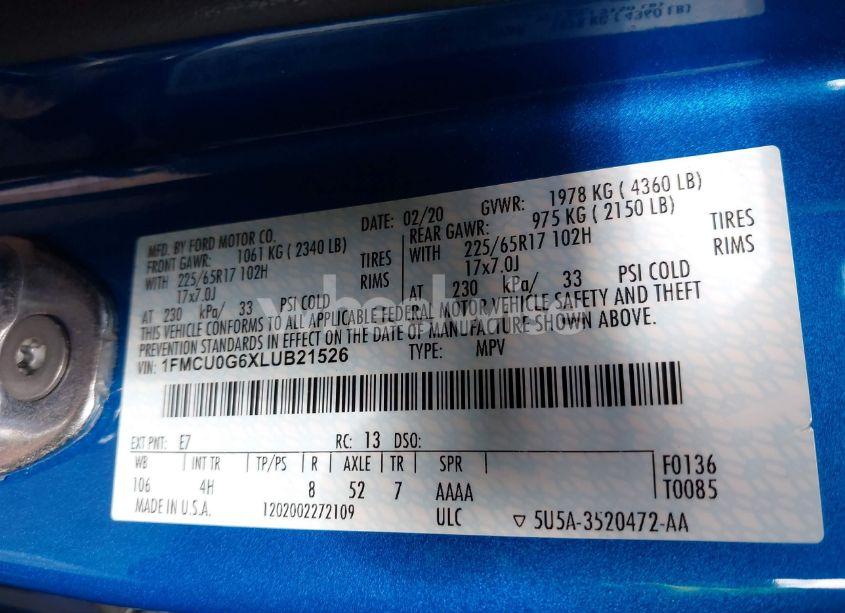 MFD. BY FORD MOTOR CO.
DATE: 02/20 GVWR: 1978 KG ( 4360 LB)
FRONT GAWR: 1061 KG ( 2340 LB) REAR GAWR: 975 KG ( 2150 LB)
WITH 225/65R17 102H TIRES WITH 225/65R17 102H TIRES
17x7.0J RIMS 17x7.0J RIMS
AT 230 kPa/ 33 PSI COLD AT 230 kPa/ 33 PSI COLD
THIS VEHICLE CONFORMS TO ALL APPLICABLE FEDERAL MOTOR VEHICLE SAFETY AND THEFT
PREVENTION STANDARDS IN EFFECT ON THE DATE OF MANUFACTURE SHOWN ABOVE.
VIN: 1FMCU0G6XLUB21526 TYPE: MPV
EXT PNT: E7 RC: 13 DSO:
WB INT TR TP/PS R AXLE TR SPR F0136
106 4H 8 52 7 AAAA T0085
MADE IN U.S.A. 1202002272109 ULC ▽ 5U5A-3520472-AA